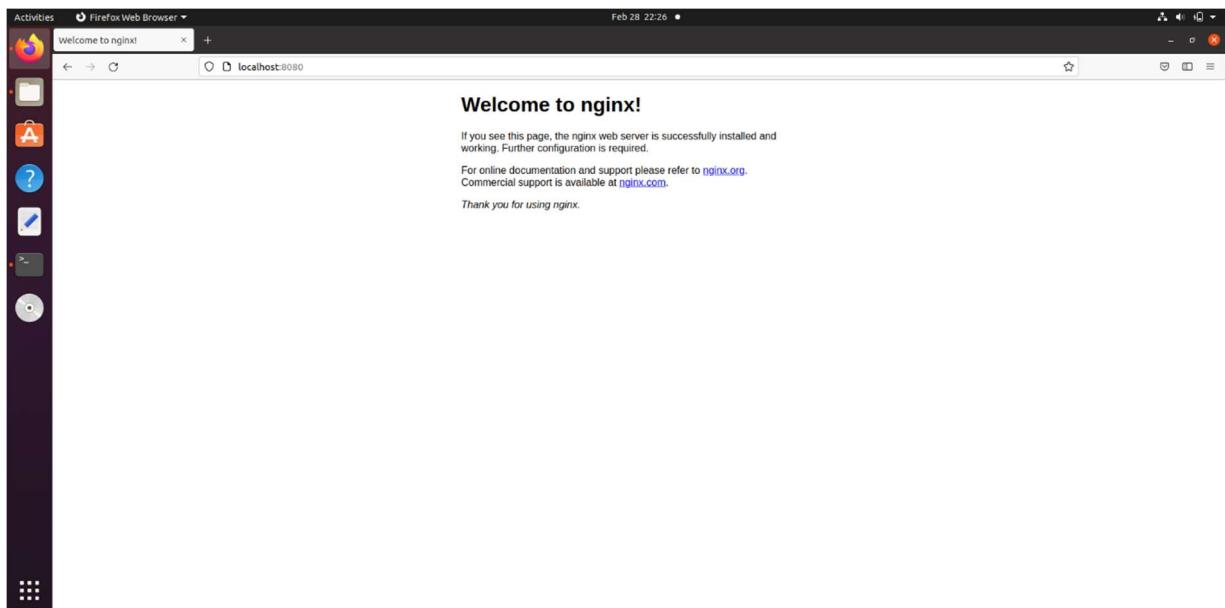 Activities Firefox Web Browser Feb 28 22:26
Welcome to nginx!
localhost:8080
Welcome to nginx!
If you see this page, the nginx web server is successfully installed and
working. Further configuration is required.
For online documentation and support please refer to nginx.org.
Commercial support is available at nginx.com.
Thank you for using nginx.